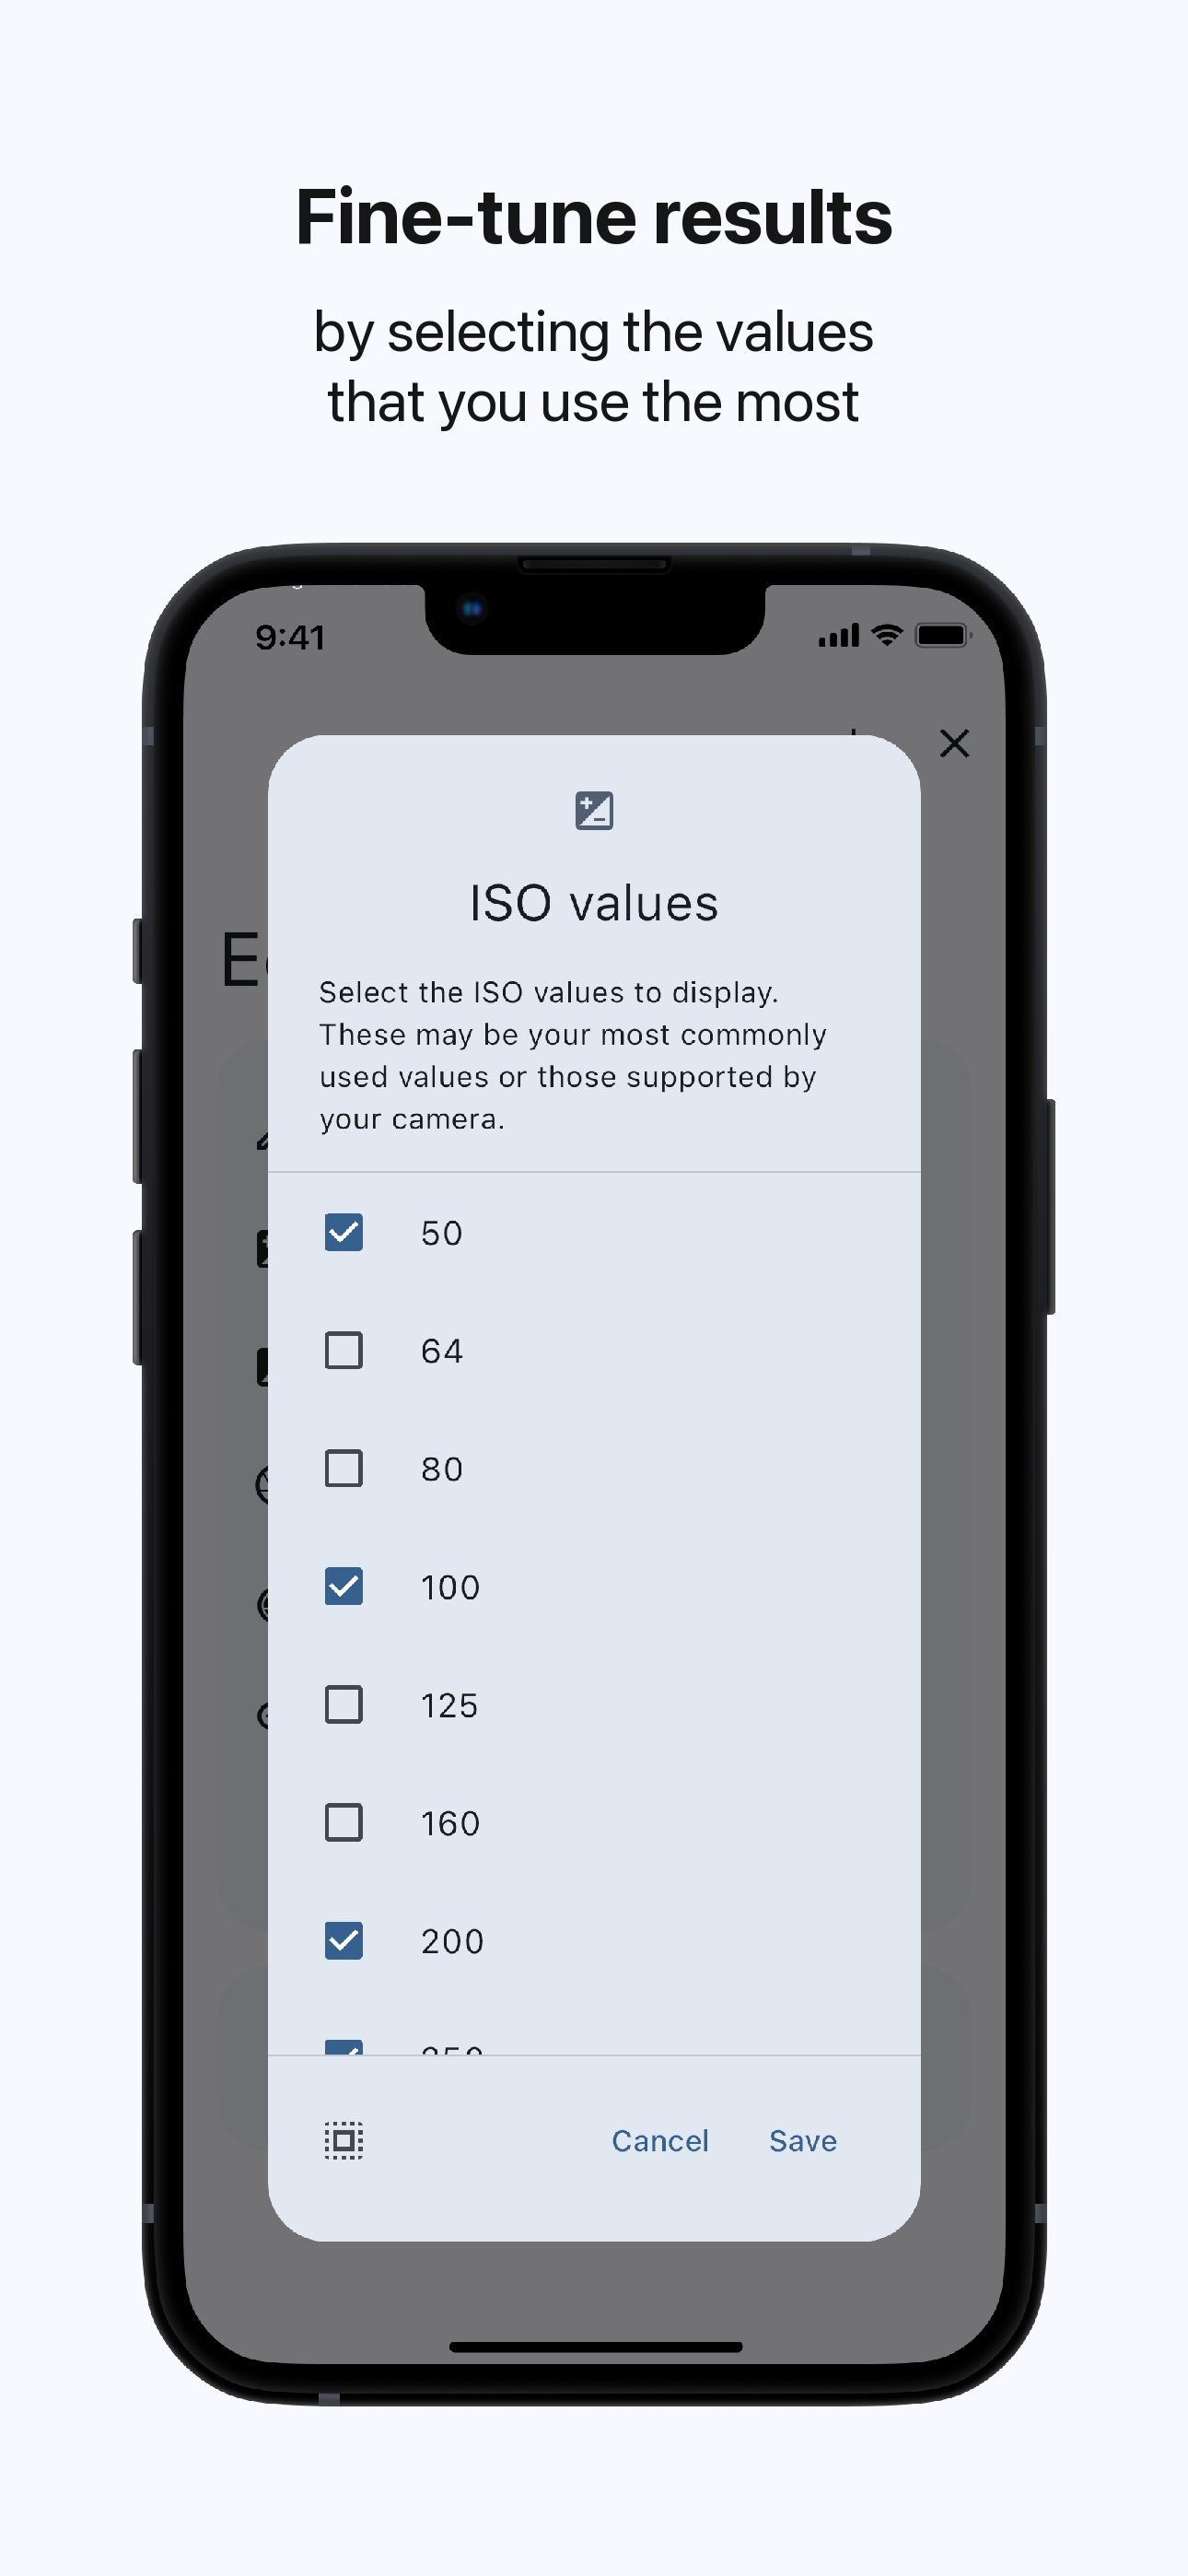 Fine-tune results
by selecting the values
that you use the most
9:41
ISO values
Select the ISO values to display.
These may be your most commonly
used values or those supported by
your camera.
50
64
80
100
125
160
200
Cancel Save